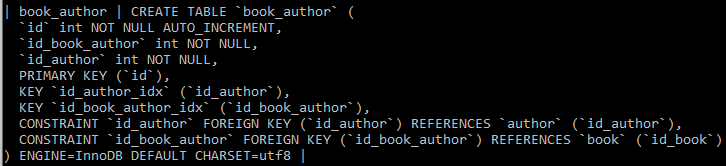 | book_author | CREATE TABLE `book_author` (
  `id` int NOT NULL AUTO_INCREMENT,
  `id_book_author` int NOT NULL,
  `id_author` int NOT NULL,
  PRIMARY KEY (`id`),
  KEY `id_author_idx` (`id_author`),
  KEY `id_book_author_idx` (`id_book_author`),
  CONSTRAINT `id_author` FOREIGN KEY (`id_author`) REFERENCES `author` (`id_author`),
  CONSTRAINT `id_book_author` FOREIGN KEY (`id_book_author`) REFERENCES `book` (`id_book`)
) ENGINE=InnoDB DEFAULT CHARSET=utf8 |